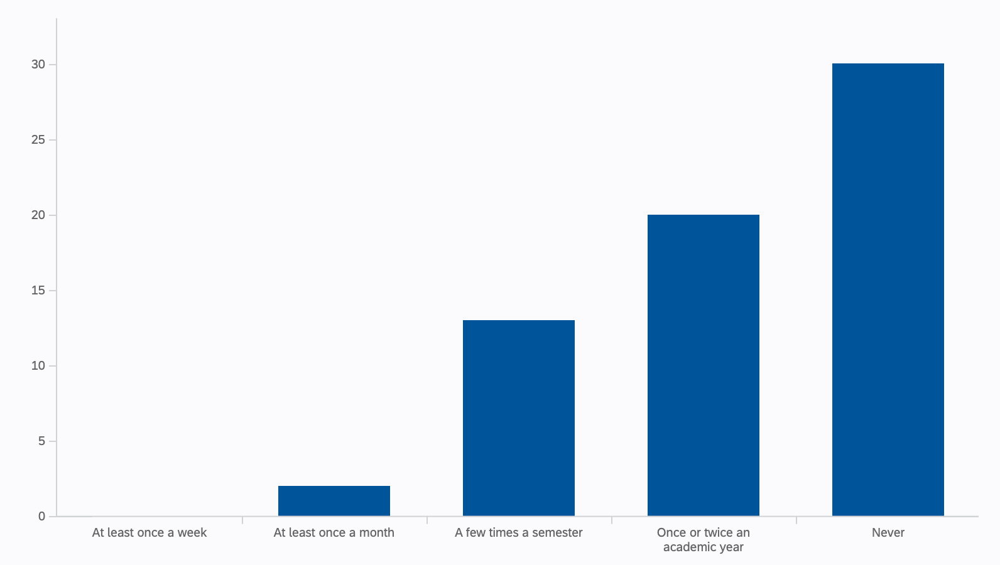 30
25
20
15
10
5
0
At least once a week
At least once a month
A few times a semester
Once or twice an
academic year
Never